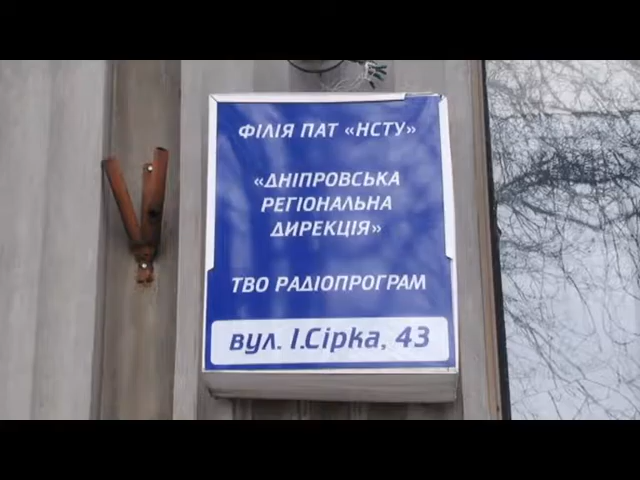 ФІЛІЯ ПАТ «НСТУ»
«ДНІПРОВСЬКА
РЕГІОНАЛЬНА
ДИРЕКЦІЯ»
ТВО РАДІОПРОГРАМ
вул. І.Сірка, 43